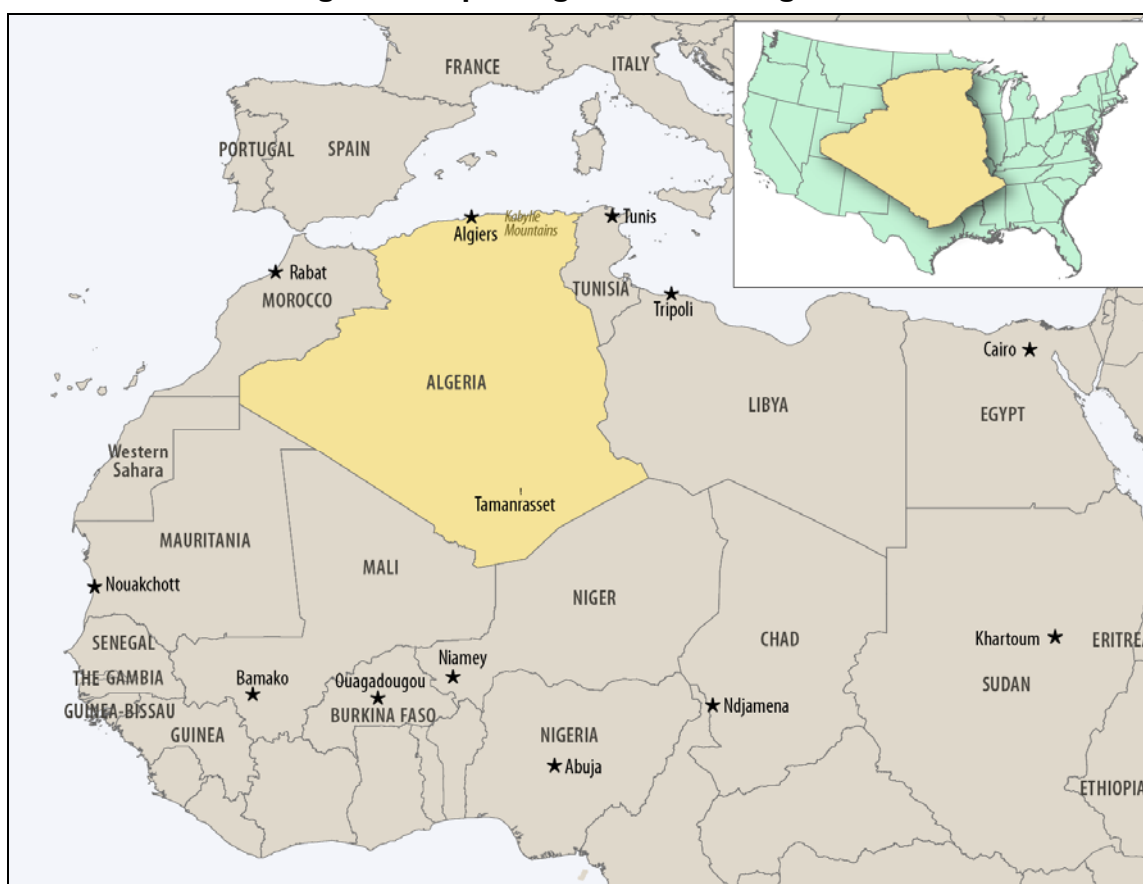 FRANCE
ITALY
PORTUGAL
SPAIN
Algiers
Kabylie
Mountains
Tunis
Rabat
MOROCCO
TUNISIA
Tripoli
Cairo
ALGERIA
LIBYA
EGYPT
Western
Sahara
Tamanrasset
MAURITANIA
MALI
Nouakchott
NIGER
CHAD
Khartoum
ERITREA
SENEGAL
Niamey
THE GAMBIA
Bamako
Ouagadougou
SUDAN
GUINEA-BISSAU
BURKINA FASO
Ndjamena
GUINEA
NIGERIA
Abuja
ETHIOPIA